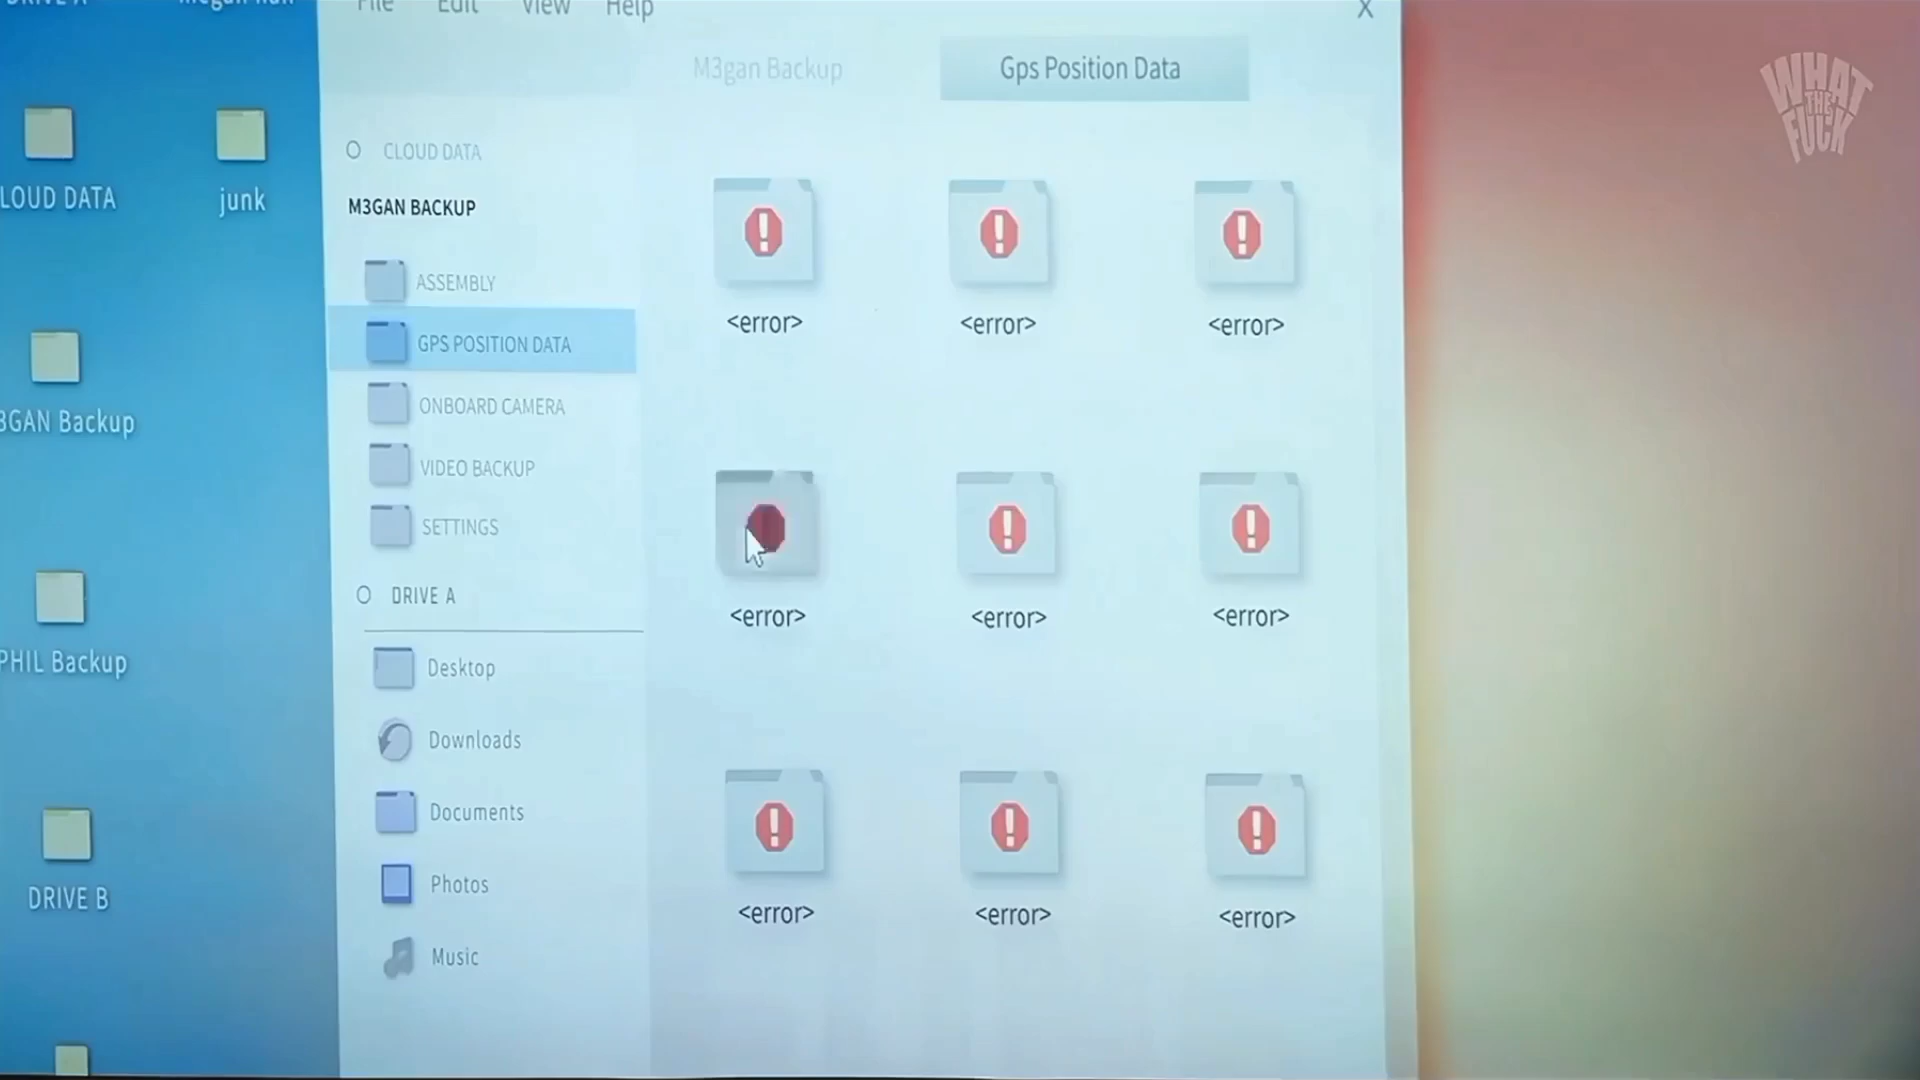 File Edit View Help X
M3gan Backup
Gps Position Data
WHAT
THE
FUCK
CLOUD DATA
M3GAN BACKUP
ASSEMBLY
GPS POSITION DATA
ONBOARD CAMERA
VIDEO BACKUP
SETTINGS
DRIVE A
Desktop
Downloads
Documents
Photos
Music
LOUD DATA
junk
3GAN Backup
PHIL Backup
DRIVE B
<error> <error> <error>
<error> <error> <error>
<error> <error> <error>